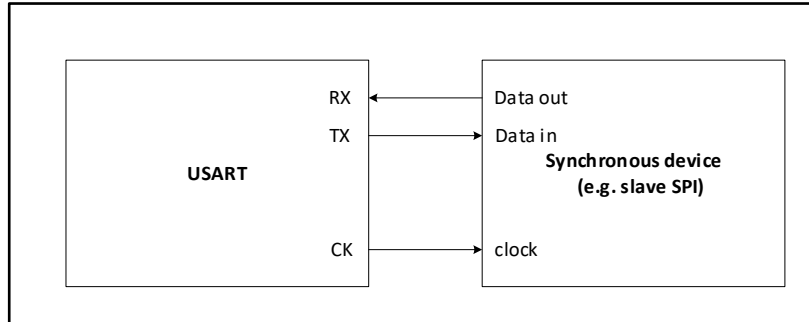 RX
Data out
TX
Data in
USART
Synchronous device
(e.g. slave SPI)
CK
clock